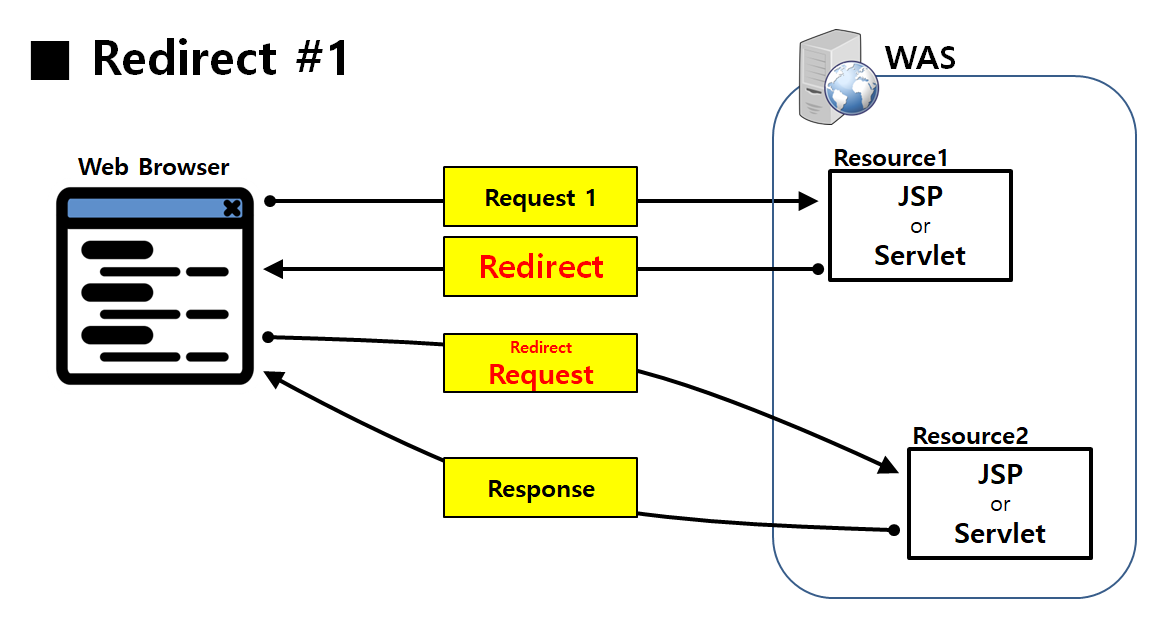 ■ Redirect #1
WAS
Web Browser
Request 1
Resource1
JSP
or
Servlet
Redirect
Redirect
Request
Resource2
JSP
or
Servlet
Response